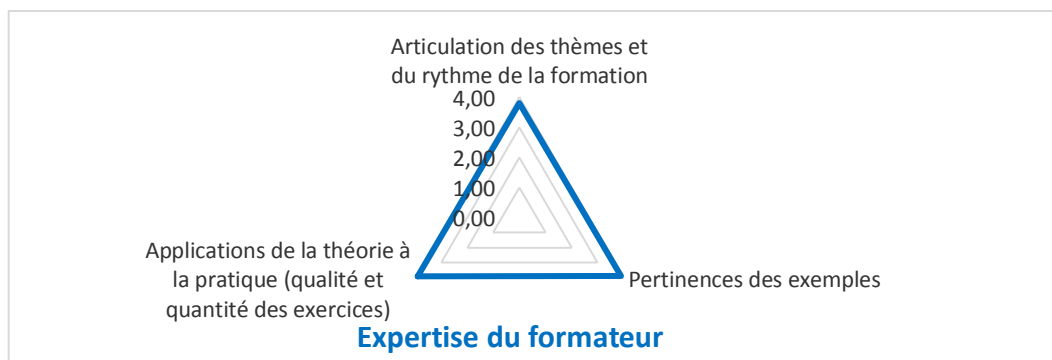 Articulation des thèmes et
du rythme de la formation
4,00
3,00
2,00
1,00
0,00
Applications de la théorie à
la pratique (qualité et
quantité des exercices)
Pertinences des exemples
Expertise du formateur